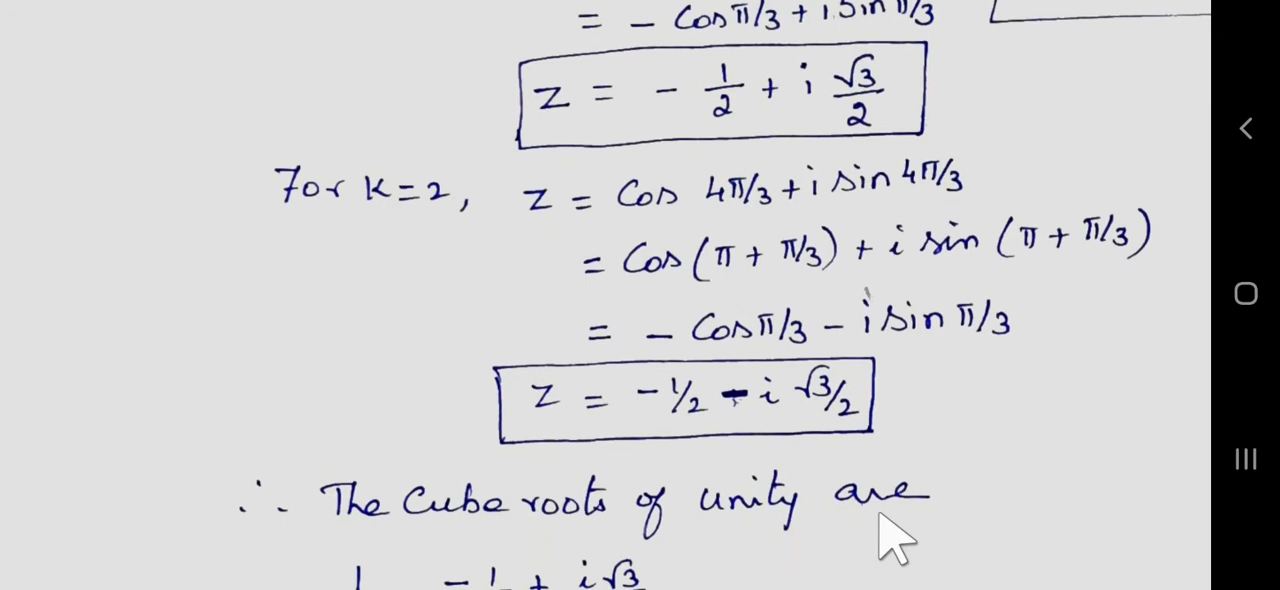 = - Cos π/3 + i Sin π/3
Z = - 1/2 + i √3/2
For K = 2, Z = Cos 4π/3 + i sin 4π/3
= Cos (π + π/3) + i sin (π + π/3)
= - Cos π/3 - i sin π/3
Z = - 1/2 - i √3/2
∴ The Cube roots of unity are